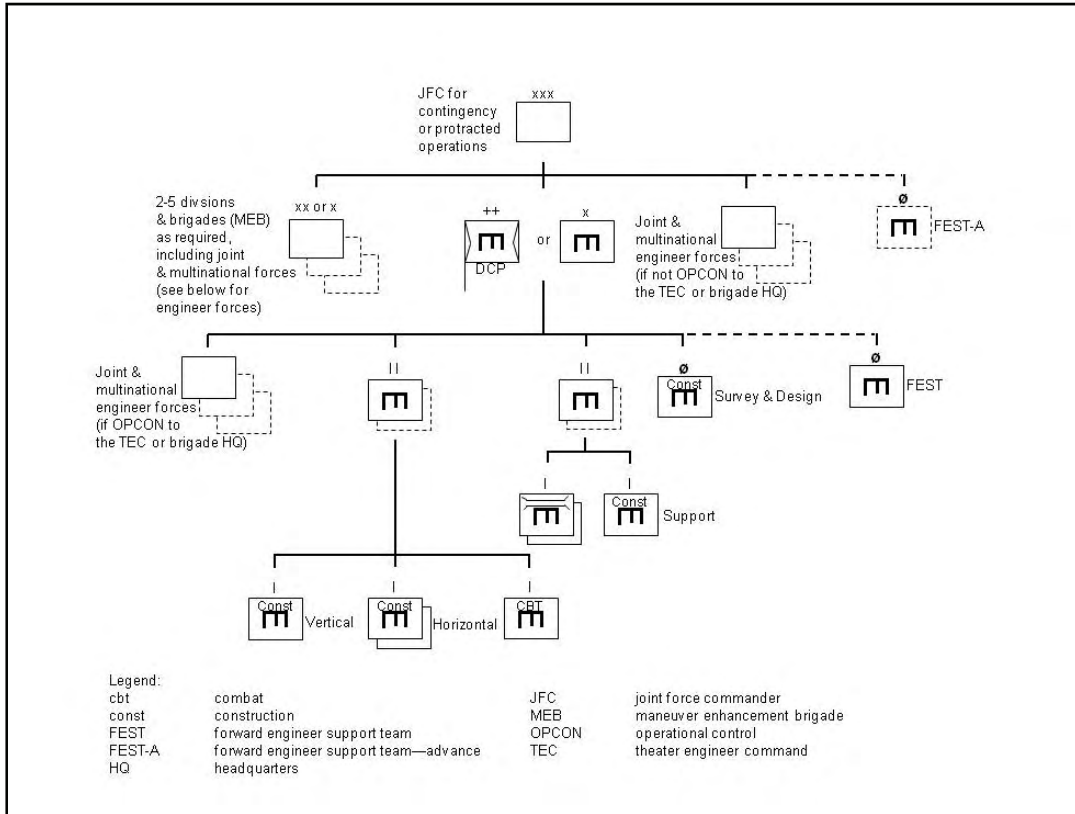 JFC for
contingency
or protracted
operations
xxx
2-5 divsions
& brigades (MEB)
as required,
including joint
& multinational forces
(see below for
engineer forces)
xx or x
++
DCP
or
x
Joint &
multinational
engineer forces
(if not OPCON to
the TEC or brigade HQ)
Ø
FEST-A
Joint &
multinational
engineer forces
(if OPCON to
the TEC or brigade HQ)
I I
I I
Ø
Const
Survey & Design
Ø
FEST
I
I
Const
Support
I
Const
Vertical
I
Const
Horizontal
I
CBT
Legend:
cbt combat
const construction
FEST forward engineer support team
FEST-A forward engineer support team—advance
HQ headquarters
JFC joint force commander
MEB maneuver enhancement brigade
OPCON operational control
TEC theater engineer command